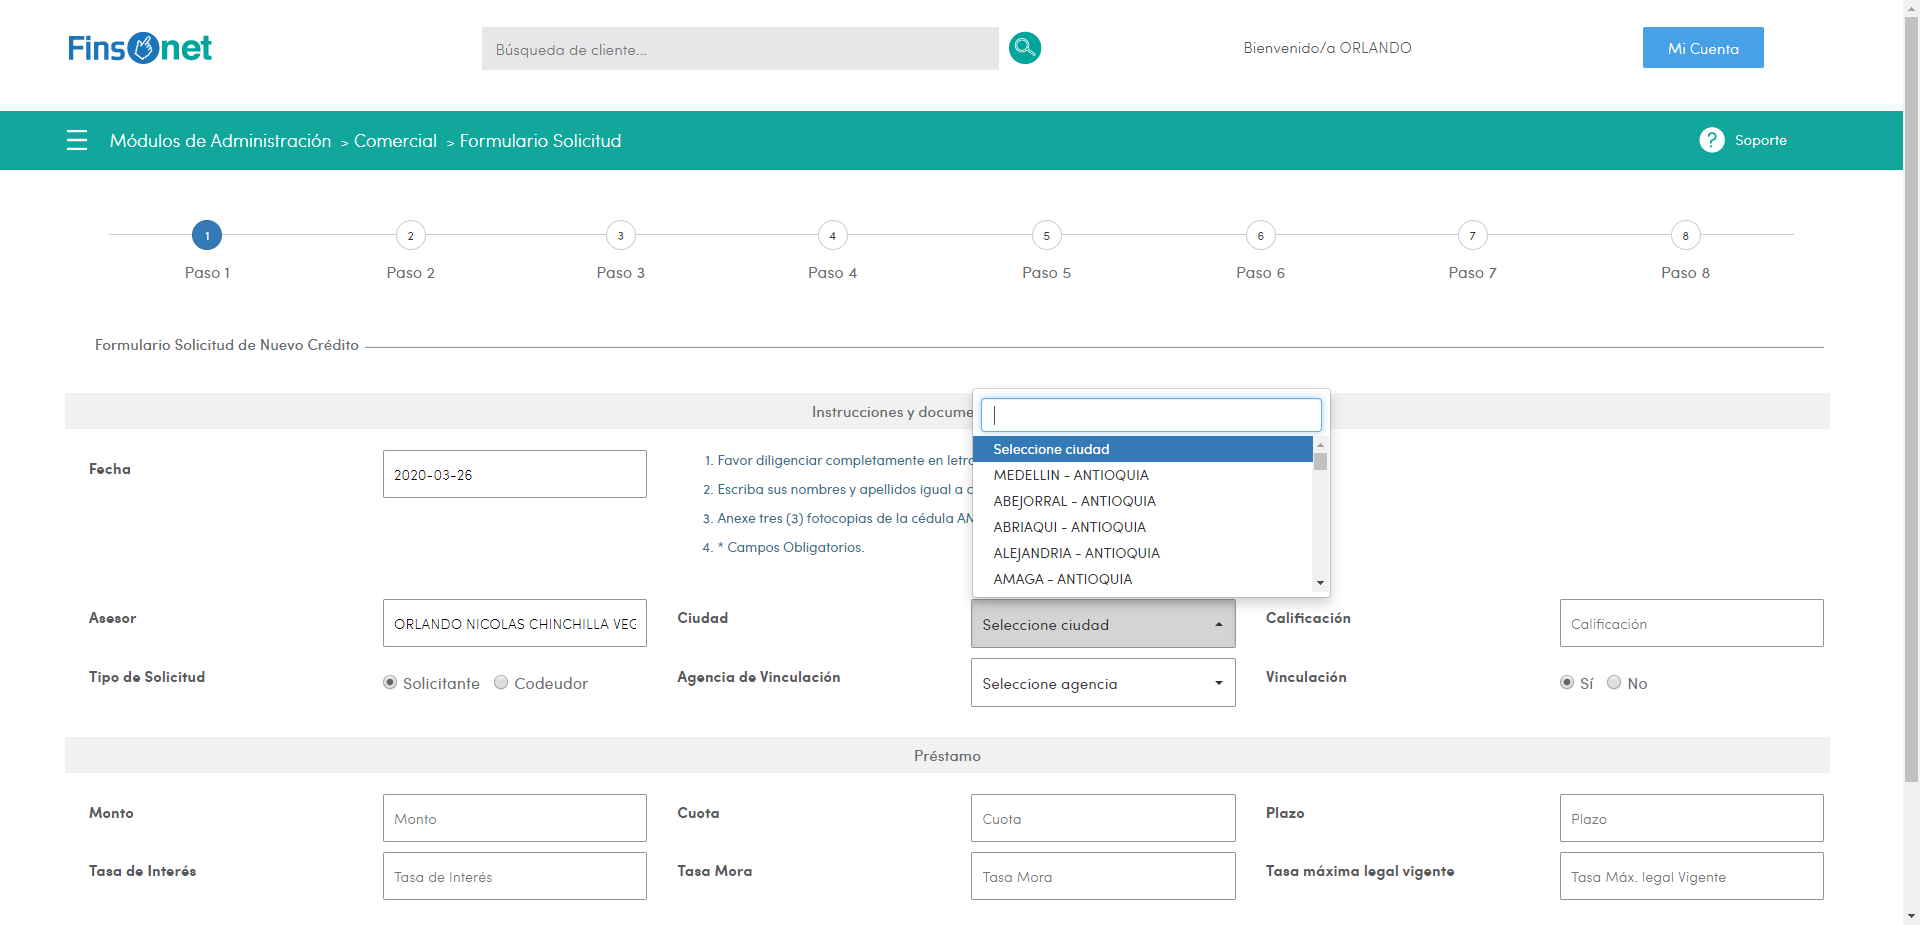 Finsonet
Búsqueda de cliente...
Bienvenido/a ORLANDO
Mi Cuenta
Módulos de Administración > Comercial > Formulario Solicitud
? Soporte
1 2 3 4 5 6 7 8
Paso 1 Paso 2 Paso 3 Paso 4 Paso 5 Paso 6 Paso 7 Paso 8
Formulario Solicitud de Nuevo Crédito
Instrucciones y docume
Fecha
2020-03-26
1. Favor diligenciar completamente en letr
2. Escriba sus nombres y apellidos igual a
3. Anexe tres (3) fotocopias de la cédula
4. * Campos Obligatorios.
Seleccione ciudad
MEDELLIN - ANTIOQUIA
ABEJORRAL - ANTIOQUIA
ABRIAQUI - ANTIOQUIA
ALEJANDRIA - ANTIOQUIA
AMAGA - ANTIOQUIA
Asesor ORLANDO NICOLAS CHINCHILLA VEG Ciudad Seleccione ciudad Calificación Calificación
Tipo de Solicitud Solicitante Codeudor Agencia de Vinculación Seleccione agencia Vinculación Sí No
Préstamo
Monto Monto Cuota Cuota Plazo Plazo
Tasa de Interés Tasa de Interés Tasa Mora Tasa Mora Tasa máxima legal vigente Tasa Máx. legal Vigente